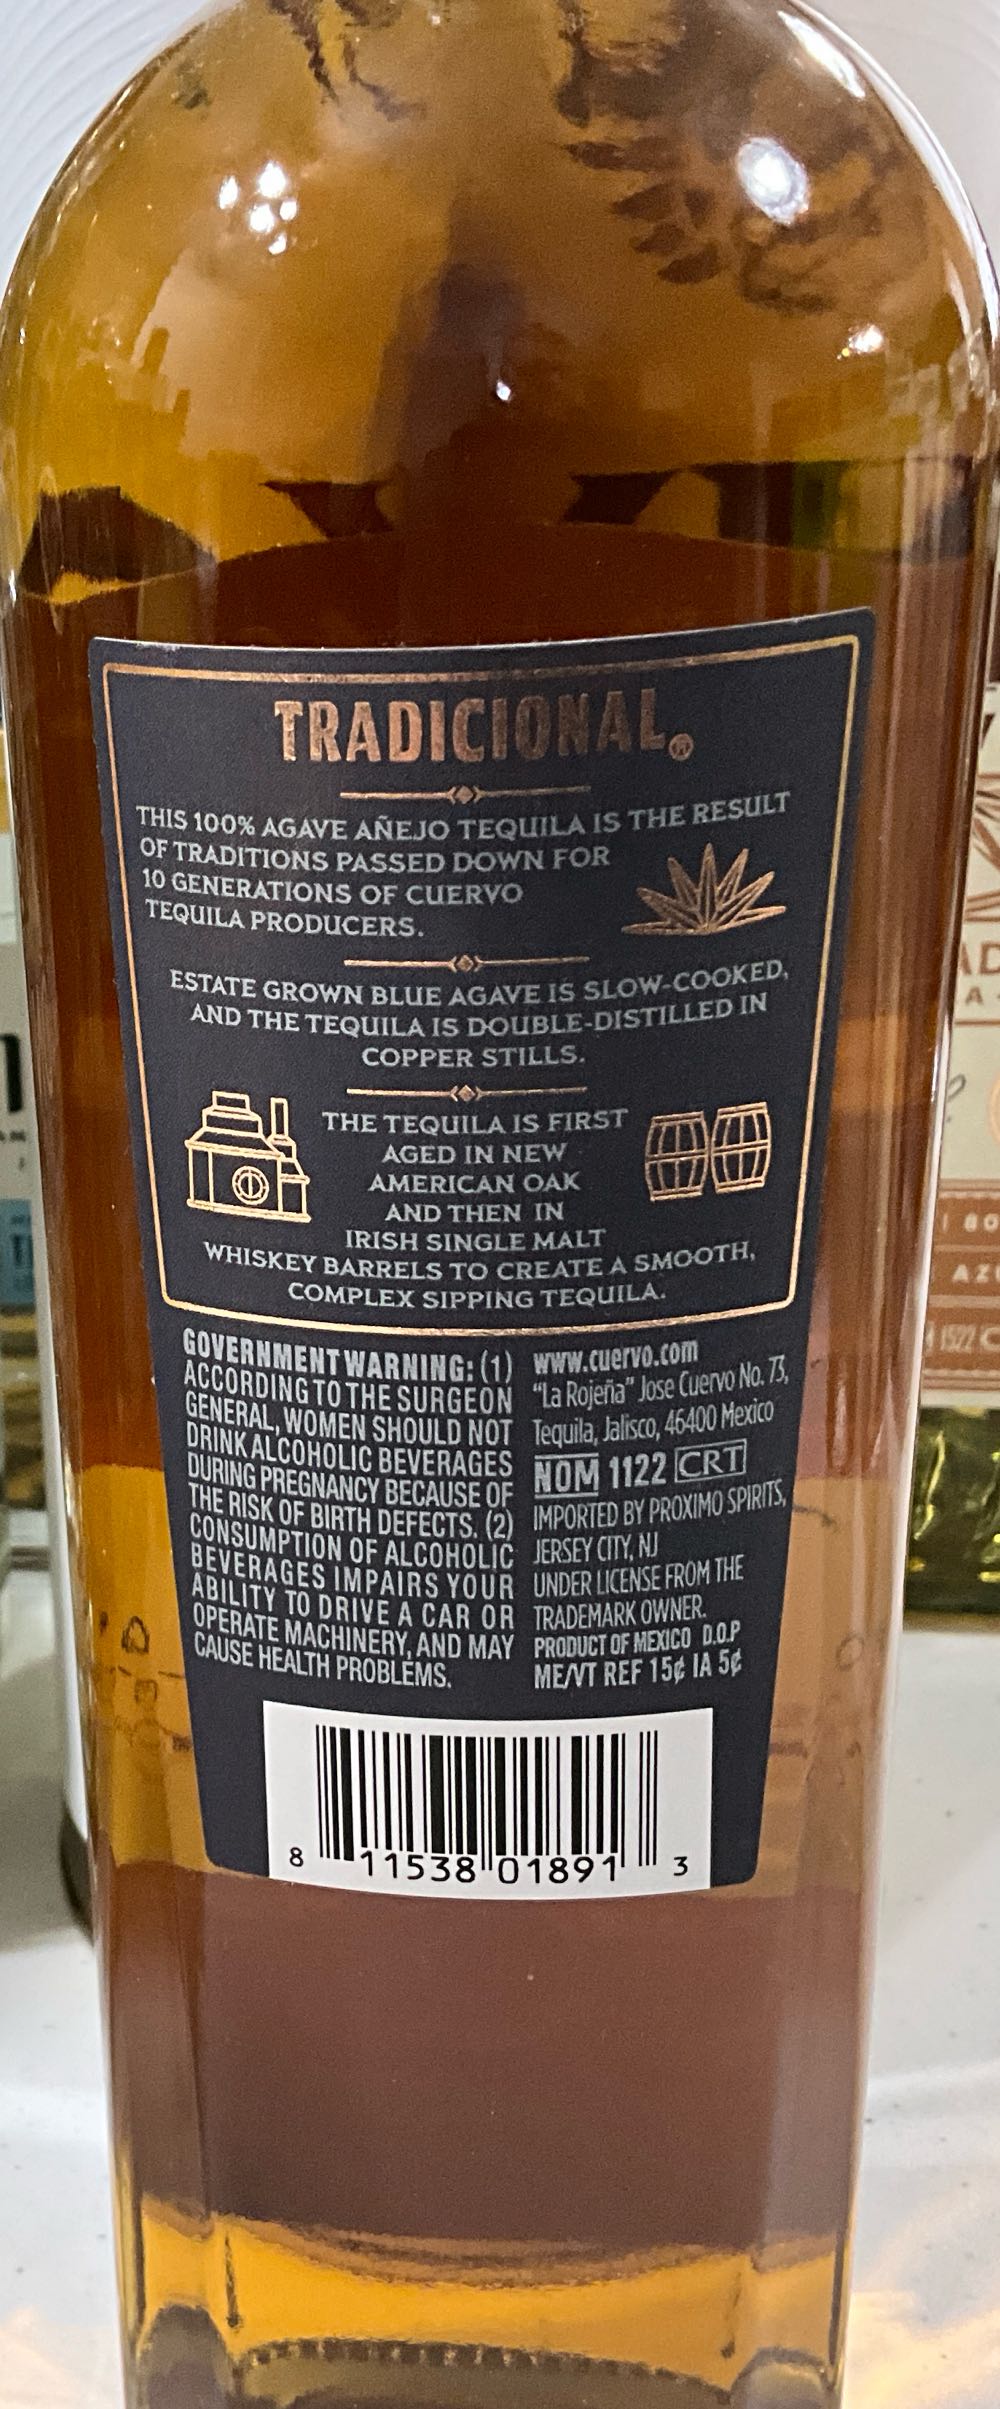 TRADICIONAL®
THIS 100% AGAVE AÑEJO TEQUILA IS THE RESULT
OF TRADITIONS PASSED DOWN FOR
10 GENERATIONS OF CUERVO
TEQUILA PRODUCERS.
ESTATE GROWN BLUE AGAVE IS SLOW-COOKED,
AND THE TEQUILA IS DOUBLE-DISTILLED IN
COPPER STILLS.
THE TEQUILA IS FIRST
AGED IN NEW
AMERICAN OAK
AND THEN IN
IRISH SINGLE MALT
WHISKEY BARRELS TO CREATE A SMOOTH,
COMPLEX SIPPING TEQUILA.
GOVERNMENT WARNING: (1)
ACCORDING TO THE SURGEON
GENERAL, WOMEN SHOULD NOT
DRINK ALCOHOLIC BEVERAGES
DURING PREGNANCY BECAUSE OF
THE RISK OF BIRTH DEFECTS. (2)
CONSUMPTION OF ALCOHOLIC
BEVERAGES IMPAIRS YOUR
ABILITY TO DRIVE A CAR OR
OPERATE MACHINERY, AND MAY
CAUSE HEALTH PROBLEMS.
www.cuervo.com
“La Rojeña” Jose Cuervo No. 73,
Tequila, Jalisco, 46400 Mexico
NOM 1122 CRT
IMPORTED BY PROXIMO SPIRITS,
JERSEY CITY, NJ
UNDER LICENSE FROM THE
TRADEMARK OWNER.
PRODUCT OF MEXICO D.O.P
ME/VT REF 15¢ IA 5¢
8 11538 01891 3
1522